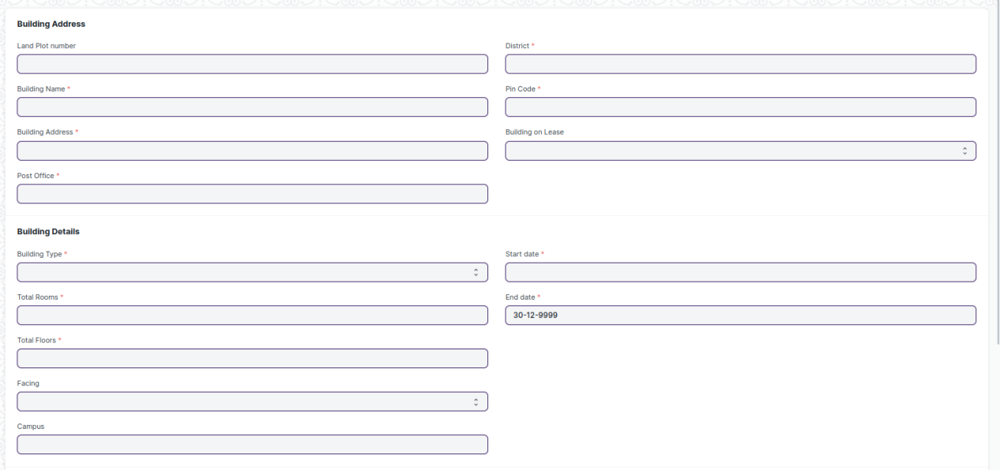 Building Address
Land Plot number
District *
Building Name *
Pin Code *
Building Address *
Building on Lease
Post Office *
Building Details
Building Type *
Start date *
Total Rooms *
End date *
30-12-9999
Total Floors *
Facing
Campus